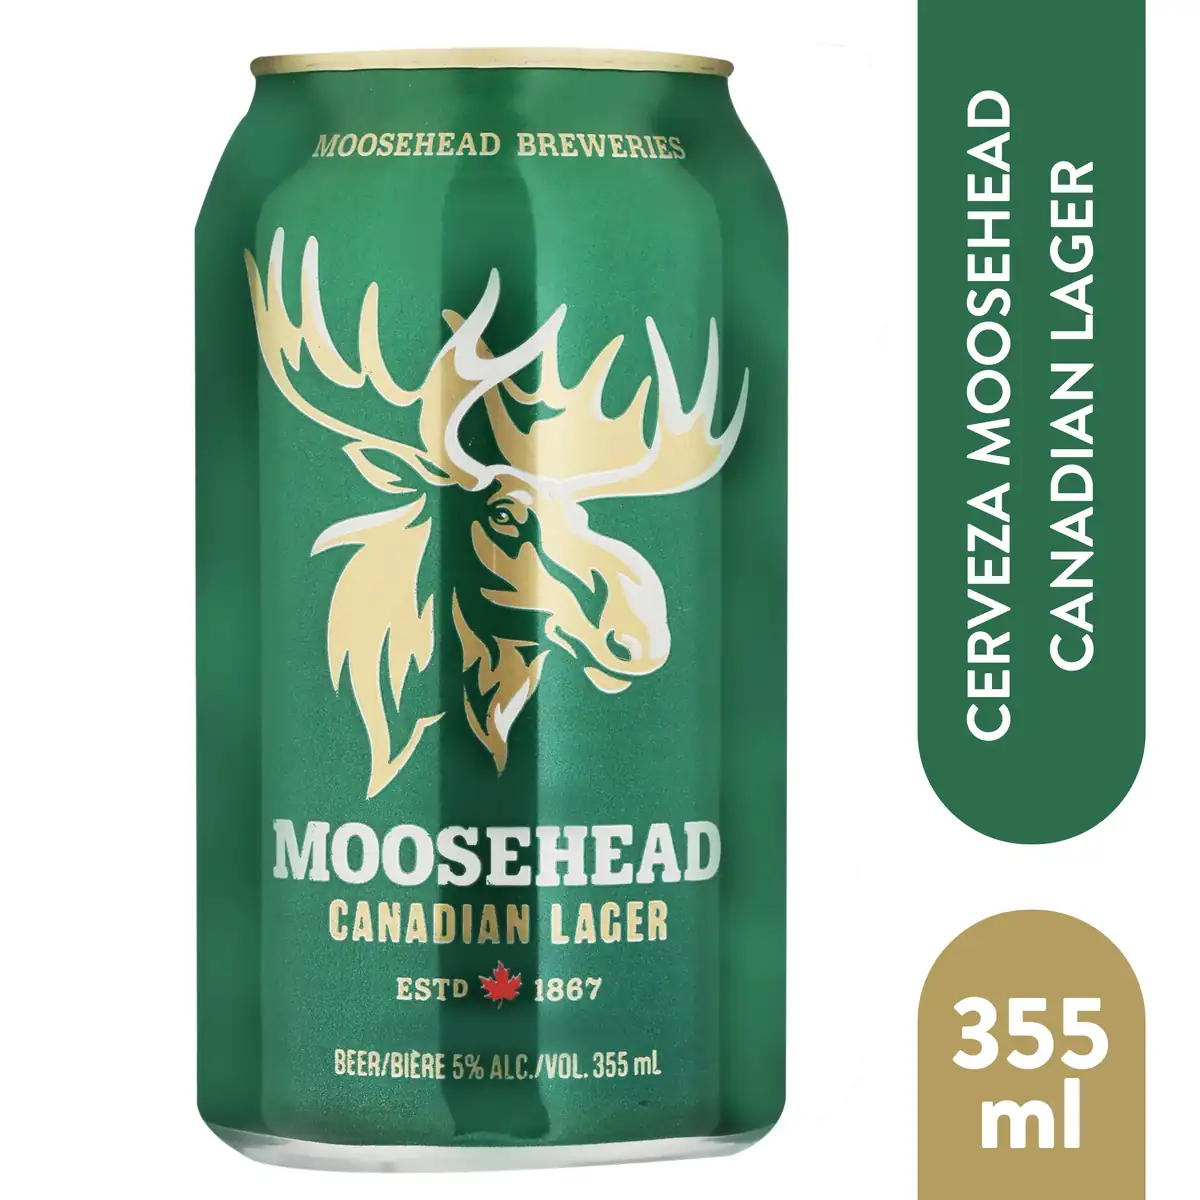 MOOSEHEAD BREWERIES
MOOSEHEAD
CANADIAN LAGER
ESTD 1867
BEER/BIÈRE 5% ALC./VOL. 355 mL
CERVEZA MOOSEHEAD
CANADIAN LAGER
355
ml